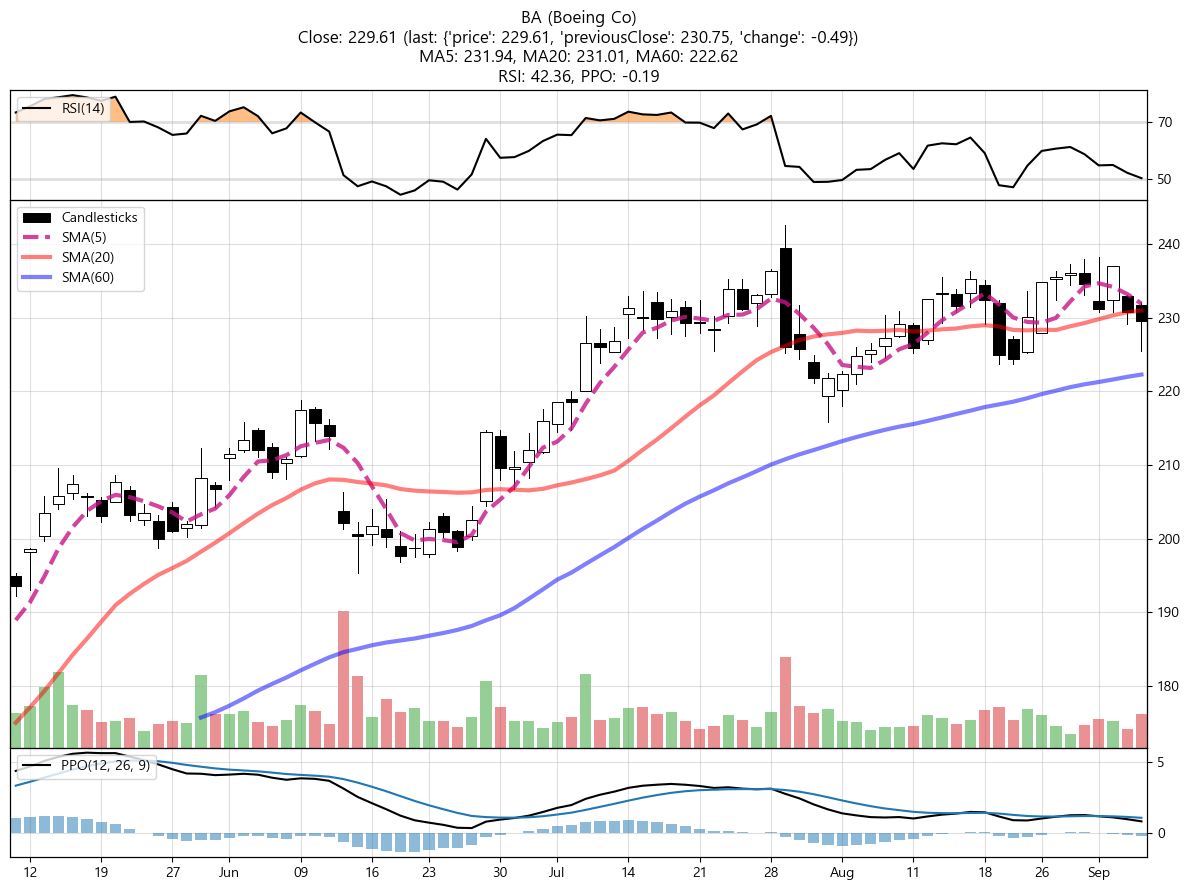 BA (Boeing Co)
Close: 229.61 (last: {'price': 229.61, 'previousClose': 230.75, 'change': -0.49})
MA5: 231.94, MA20: 231.01, MA60: 222.62
RSI: 42.36, PPO: -0.19
RSI(14)
70
50
Candlesticks
SMA(5)
SMA(20)
SMA(60)
240
230
220
210
200
190
180
PPO(12, 26, 9)
5
0
12 19 27 Jun 09 16 23 30 Jul 14 21 28 Aug 11 18 26 Sep